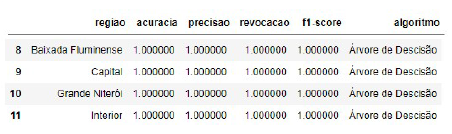 regiao acuracia precisao revocacao f1-score algoritmo
8 Baixada Fluminense 1.000000 1.000000 1.000000 1.000000 Árvore de Descisão
9 Capital 1.000000 1.000000 1.000000 1.000000 Árvore de Descisão
10 Grande Niterói 1.000000 1.000000 1.000000 1.000000 Árvore de Descisão
11 Interior 1.000000 1.000000 1.000000 1.000000 Árvore de Descisão